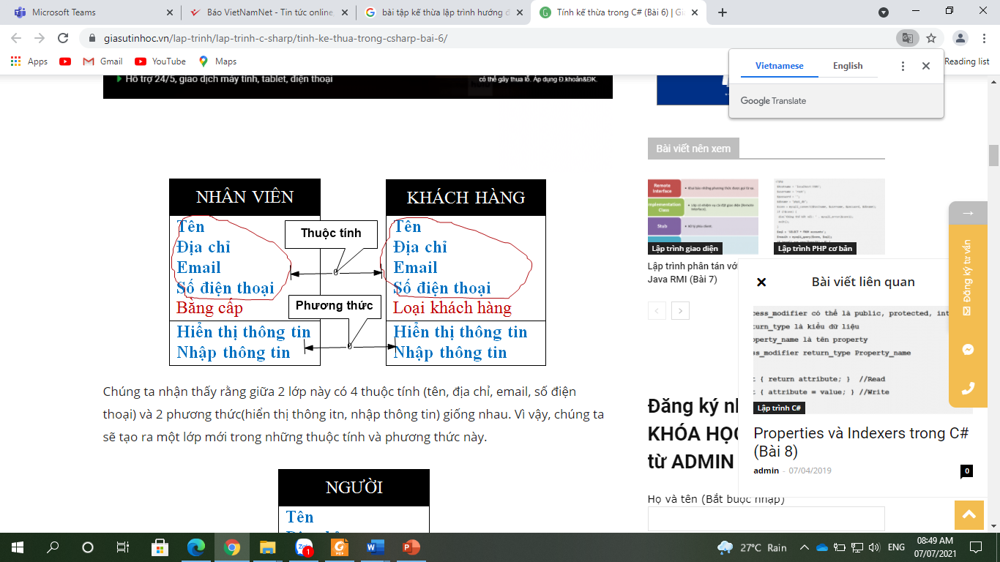 Microsoft Teams
Báo VietNamNet - Tin tức online,
bài tập kế thừa lập trình hướng đ
Tính kế thừa trong C# (Bài 6) | Gi
giasutinhoc.vn/lap-trinh/lap-trinh-c-sharp/tinh-ke-thua-trong-csharp-bai-6/
Apps
Gmail
YouTube
Maps
Reading list
Vietnamese
English
Google Translate
Hỗ trợ 24/5, giao dịch máy tính, tablet, điện thoại
có thể gây thua lỗ. Áp dụng Đ.khoản&ĐK.
NHÂN VIÊN
Tên
Địa chỉ
Email
Số điện thoại
Bằng cấp
Hiển thị thông tin
Nhập thông tin
Thuộc tính
Phương thức
KHÁCH HÀNG
Tên
Địa chỉ
Email
Số điện thoại
Loại khách hàng
Hiển thị thông tin
Nhập thông tin
Chúng ta nhận thấy rằng giữa 2 lớp này có 4 thuộc tính (tên, địa chỉ, email, số điện
thoại) và 2 phương thức(hiển thị thông itn, nhập thông tin) giống nhau. Vì vậy, chúng ta
sẽ tạo ra một lớp mới trong những thuộc tính và phương thức này.
NGƯỜI
Tên
Bài viết nên xem
Remote
Interface
Implementation
Class
Stub
Lập trình giao diện
Lập trình phân tán với
Java RMI (Bài 7)
Lập trình PHP cơ bản
Đăng ký nh
KHÓA HỌC
từ ADMIN
Họ và tên (Bắt buộc nhập)
Bài viết liên quan
cess_modifier có thể là public, protected, int
turn_type là kiểu dữ liệu
operty_name là tên property
ss_modifier return_type Property_name
t { return attribute; } //Read
t { attribute = value; } //Write
Lập trình C#
Properties và Indexers trong C#
(Bài 8)
admin - 07/04/2019
0
Đăng ký tư vấn
27°C Rain
ENG
08:49 AM
07/07/2021